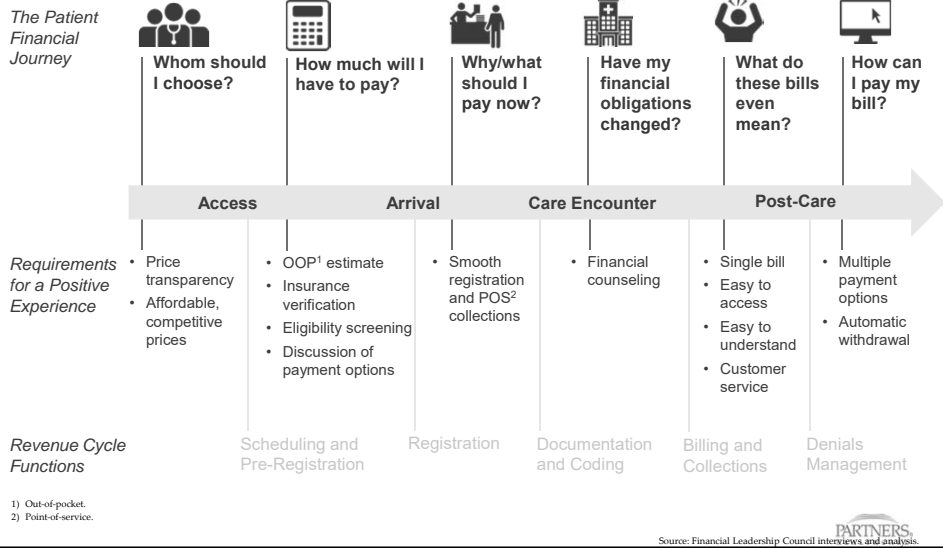 The Patient
Financial
Journey
Whom should
I choose?
How much will I
have to pay?
Why/what
should I
pay now?
Have my
financial
obligations
changed?
What do
these bills
even
mean?
How can
I pay my
bill?
Access
Arrival
Care Encounter
Post-Care
Requirements
for a Positive
Experience
• Price
transparency
• Affordable,
competitive
prices
• OOP1 estimate
• Insurance
verification
• Eligibility screening
• Discussion of
payment options
• Smooth
registration
and POS2
collections
• Financial
counseling
• Single bill
• Easy to
access
• Easy to
understand
• Customer
service
• Multiple
payment
options
• Automatic
withdrawal
Revenue Cycle
Functions
Scheduling and
Pre-Registration
Registration
Documentation
and Coding
Billing and
Collections
Denials
Management
1) Out-of-pocket.
2) Point-of-service.
PARTNERS.
Source: Financial Leadership Council interviews and analysis.